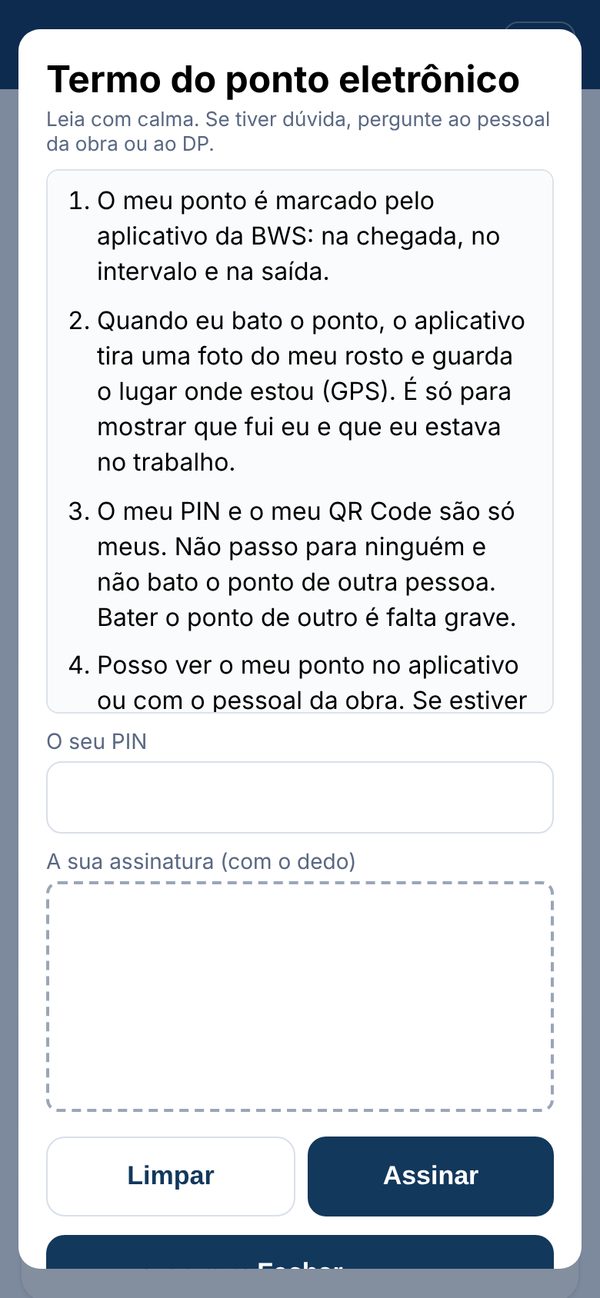 Termo do ponto eletrônico
Leia com calma. Se tiver dúvida, pergunte ao pessoal
da obra ou ao DP.
1. O meu ponto é marcado pelo
aplicativo da BWS: na chegada, no
intervalo e na saída.
2. Quando eu bato o ponto, o aplicativo
tira uma foto do meu rosto e guarda
o lugar onde estou (GPS). É só para
mostrar que fui eu e que eu estava
no trabalho.
3. O meu PIN e o meu QR Code são só
meus. Não passo para ninguém e
não bato o ponto de outra pessoa.
Bater o ponto de outro é falta grave.
4. Posso ver o meu ponto no aplicativo
ou com o pessoal da obra. Se estiver
O seu PIN
A sua assinatura (com o dedo)
Limpar
Assinar
Fechar